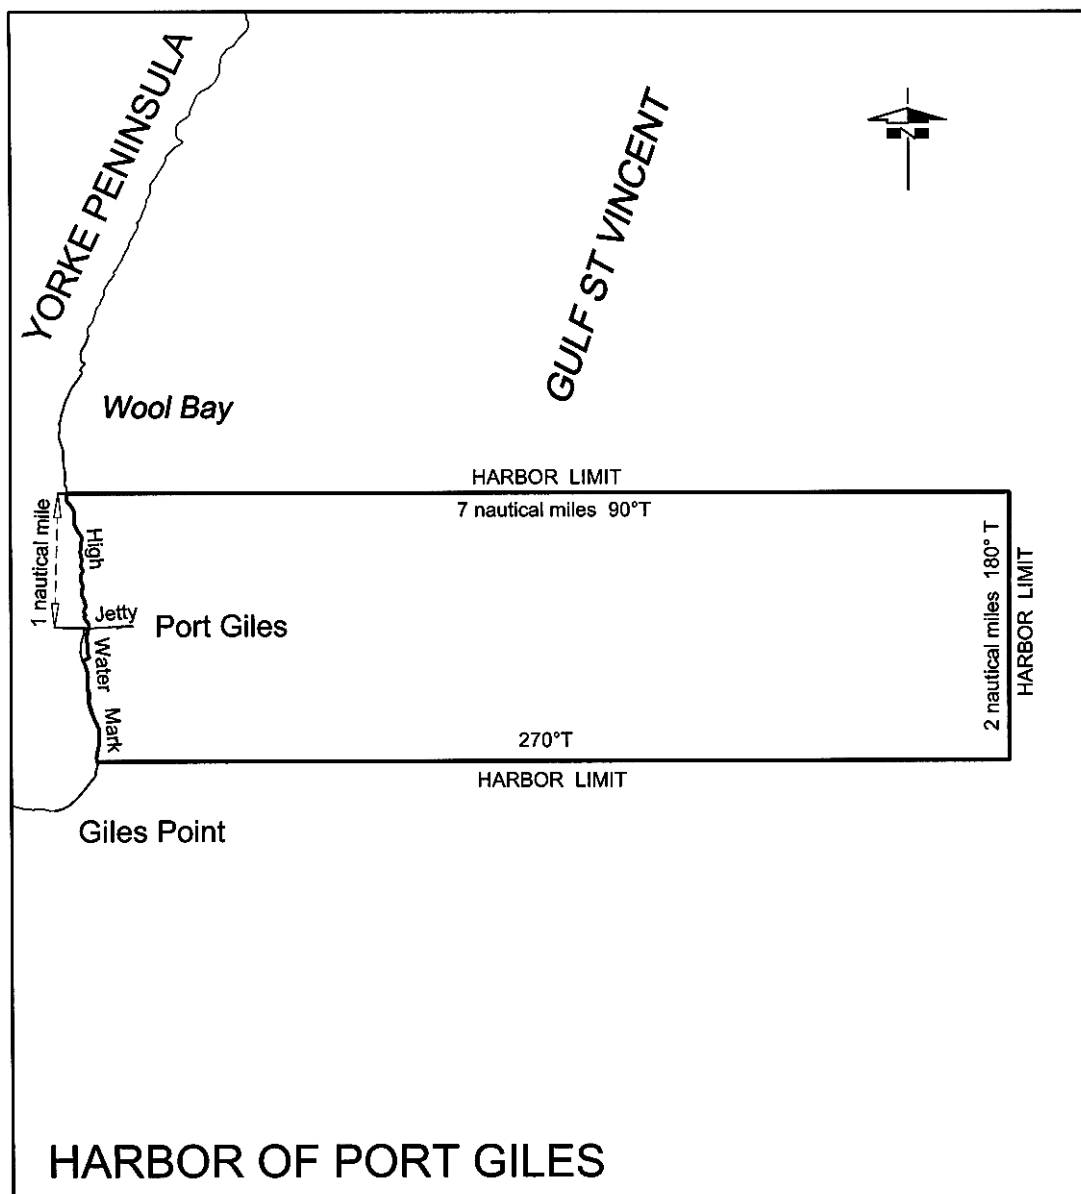 YORKE PENINSULA
GULF ST VINCENT
N
Wool Bay
HARBOR LIMIT
7 nautical miles 90°T
1 nautical mile
High
Water
Mark
Jetty
Port Giles
2 nautical miles 180° T
HARBOR LIMIT
270°T
HARBOR LIMIT
Giles Point
HARBOR OF PORT GILES